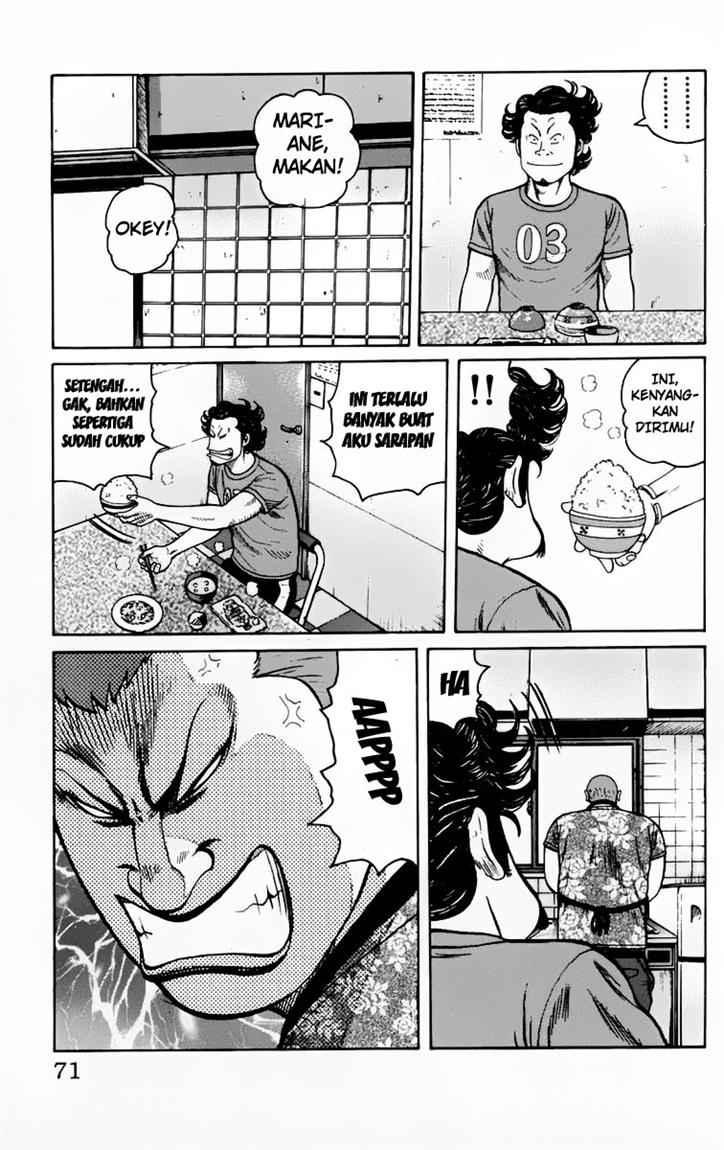 ............
MARI-
ANE,
MAKAN!
OKEY!
03
INI,
KENYANG-
KAN
DIRIMU!
!!
INI TERLALU
BANYAK BUAT
AKU SARAPAN
SETENGAH...
GAK, BAHKAN
SEPERTIGA
SUDAH CUKUP
HA
AAPPPP
71